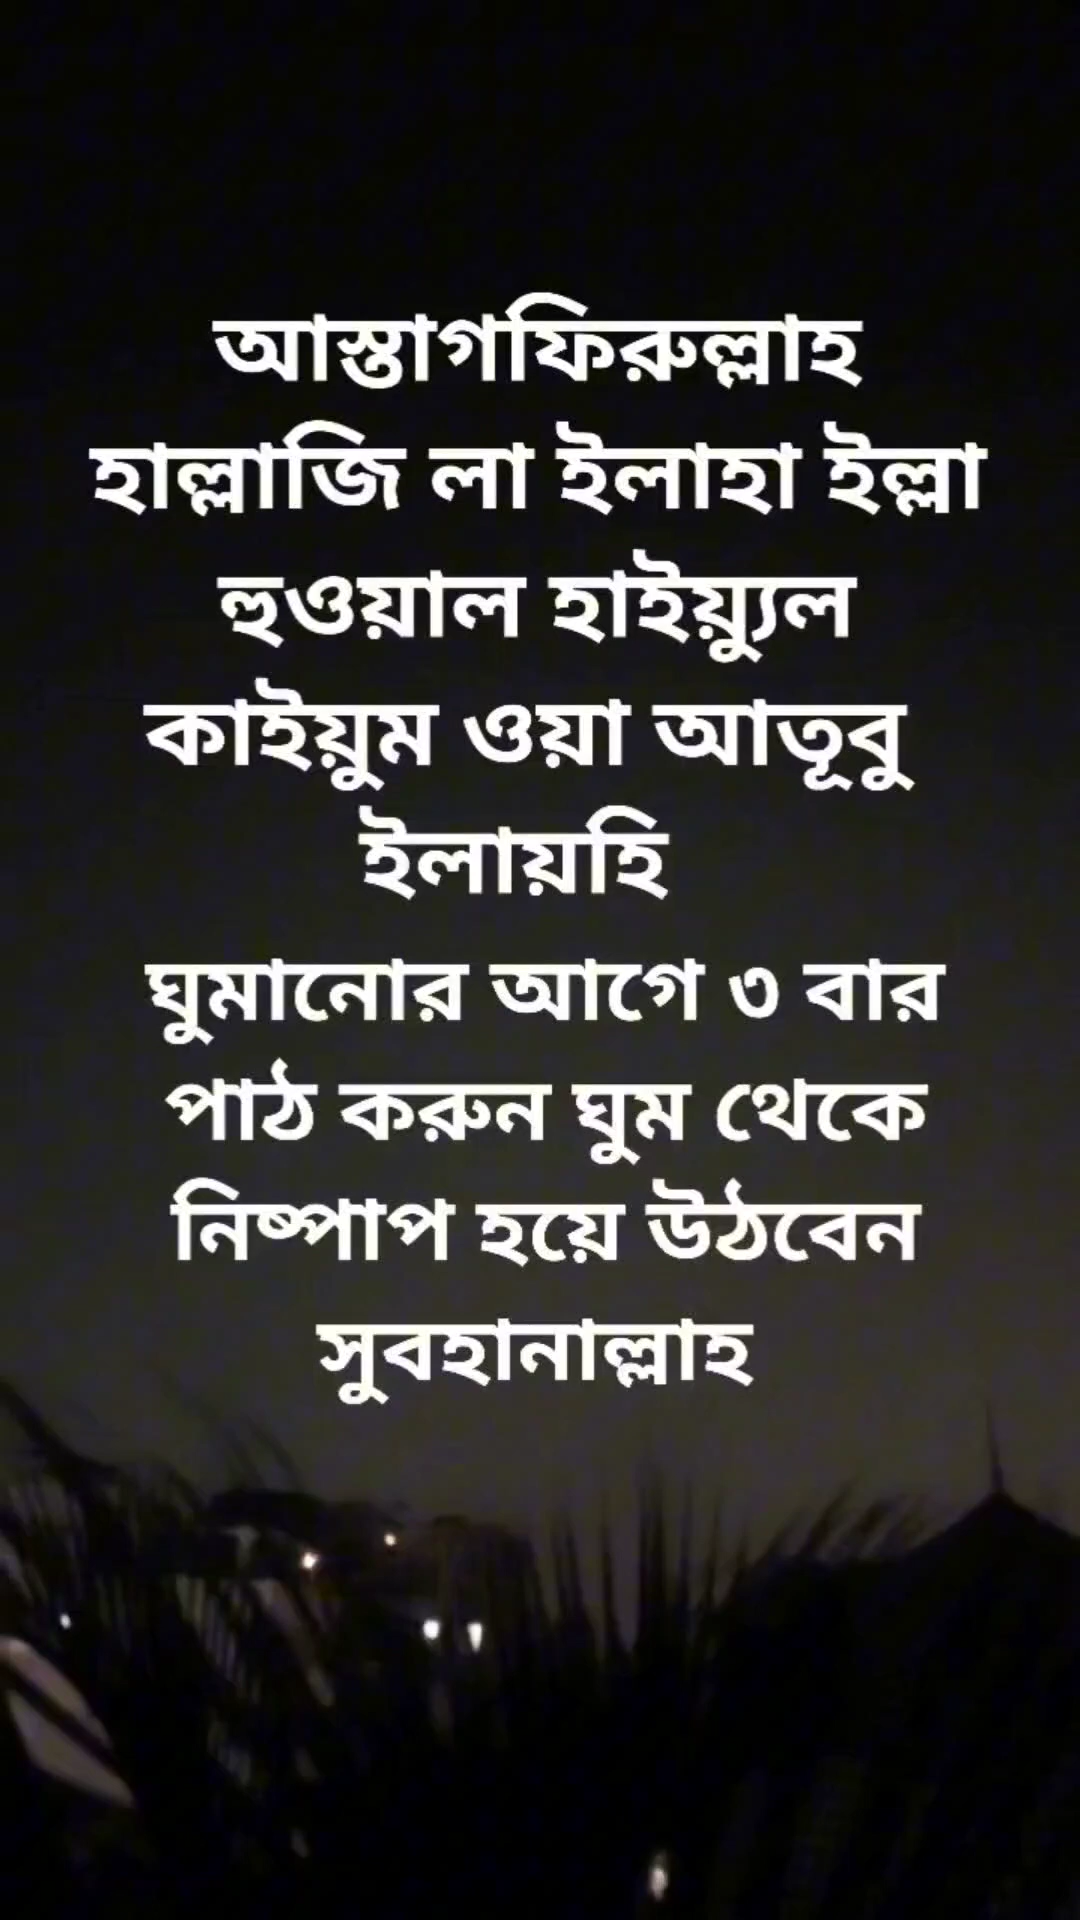 আস্তাগফিরুল্লাহ
হাল্লাজি লা ইলাহা ইল্লা
হুওয়াল হাইয়্যুল
কাইয়ুম ওয়া আতূবু
ইলায়হি
ঘুমানোর আগে ৩ বার
পাঠ করুন ঘুম থেকে
নিষ্পাপ হয়ে উঠবেন
সুবহানাল্লাহ